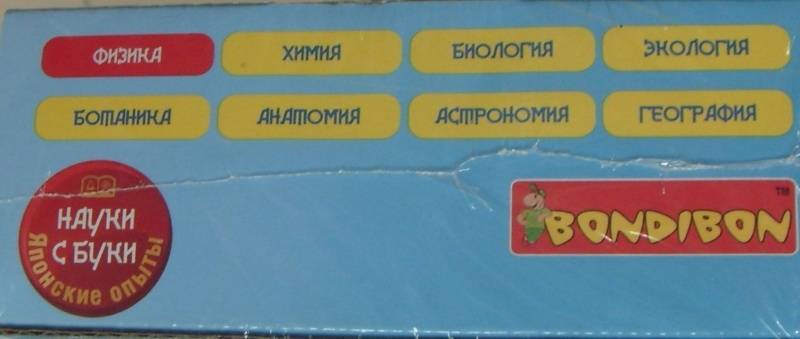 ФИЗИКА ХИМИЯ БИОЛОГИЯ ЭКОЛОГИЯ
БОТАНИКА АНАТОМИЯ АСТРОНОМИЯ ГЕОГРАФИЯ
НАУКИ
С БУКИ
Японские опыты
BONDIBON TM